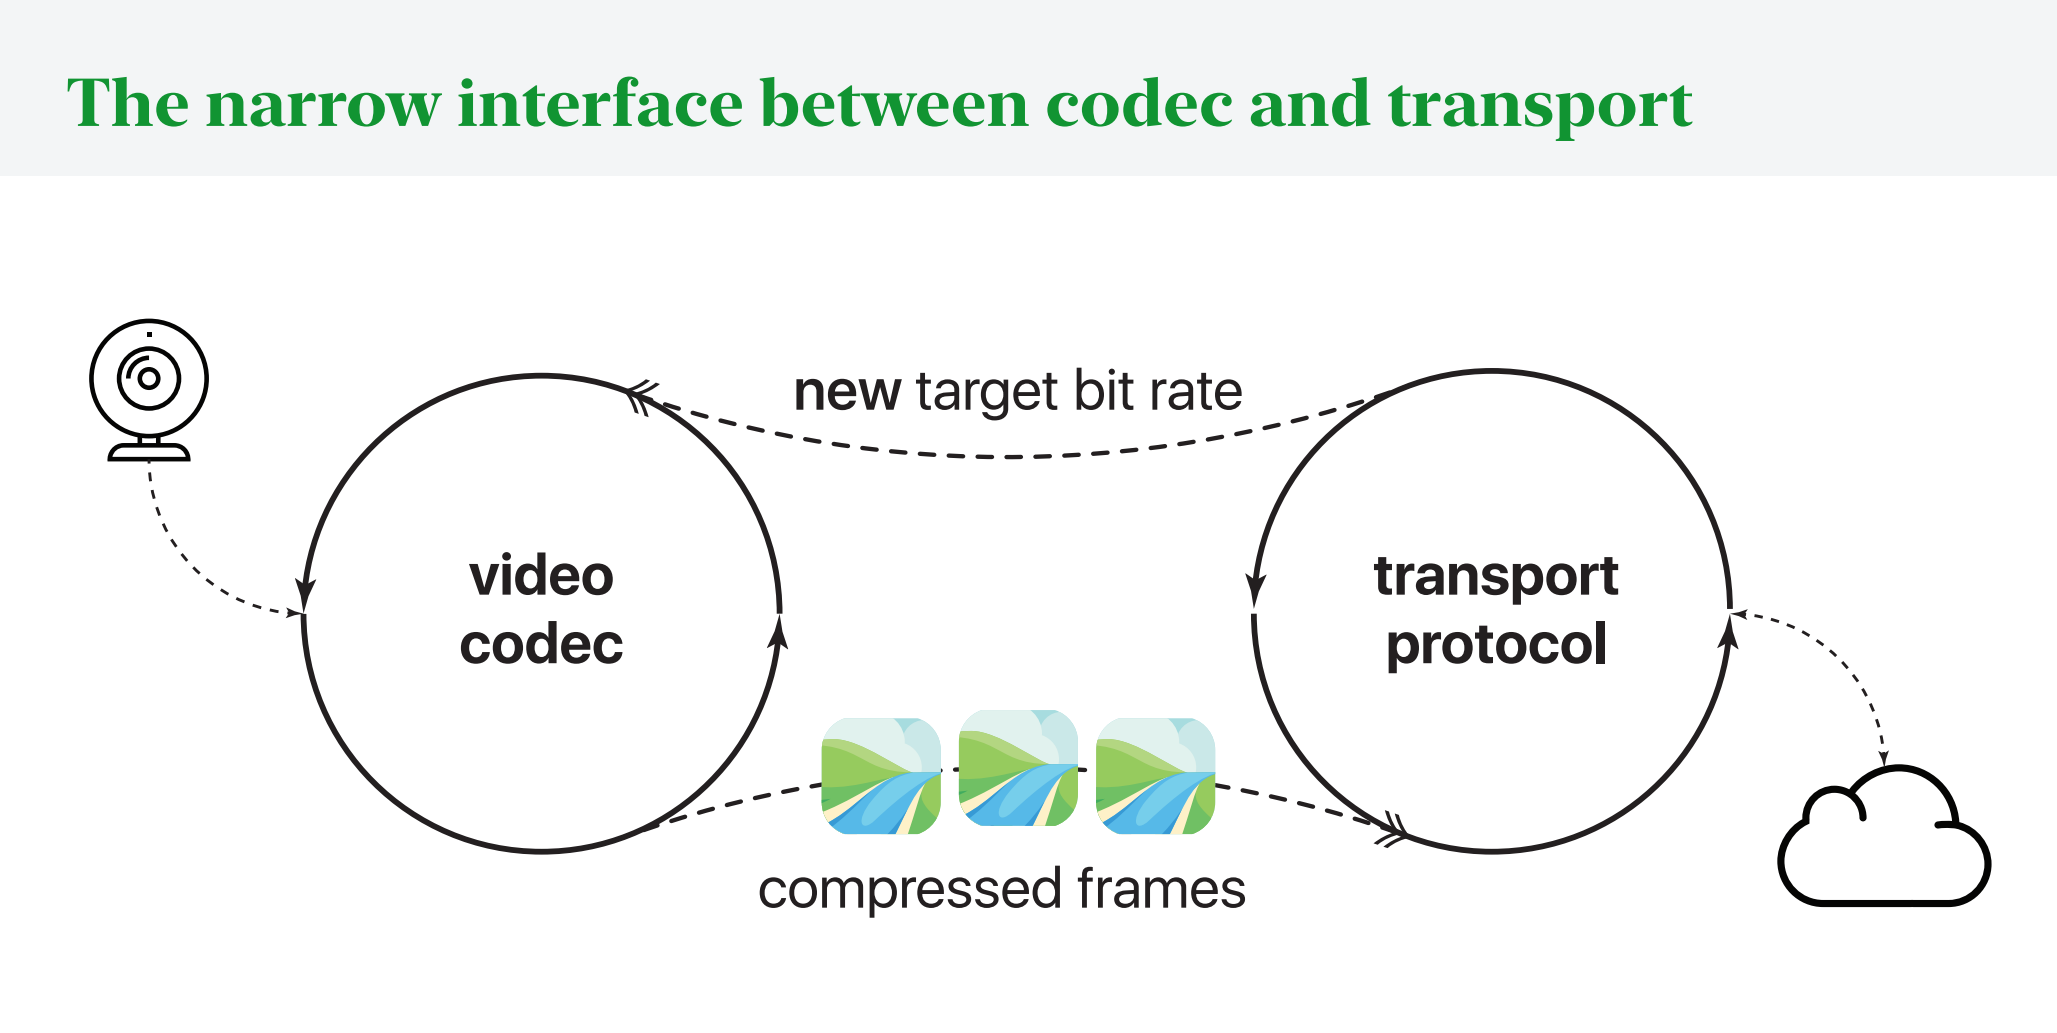 The narrow interface between codec and transport
new target bit rate
video
codec
transport
protocol
compressed frames